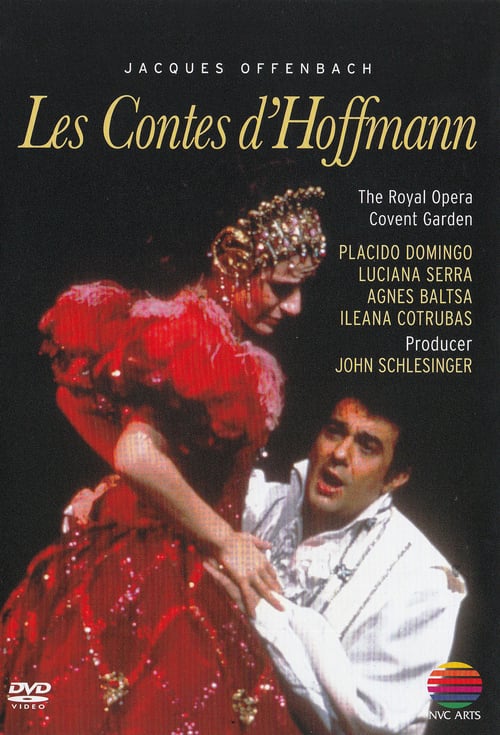 JACQUES OFFENBACH
Les Contes d'Hoffmann
The Royal Opera
Covent Garden
PLACIDO DOMINGO
LUCIANA SERRA
AGNES BALTSA
ILEANA COTRUBAS
Producer
JOHN SCHLESINGER
DVD
VIDEO
NVC ARTS